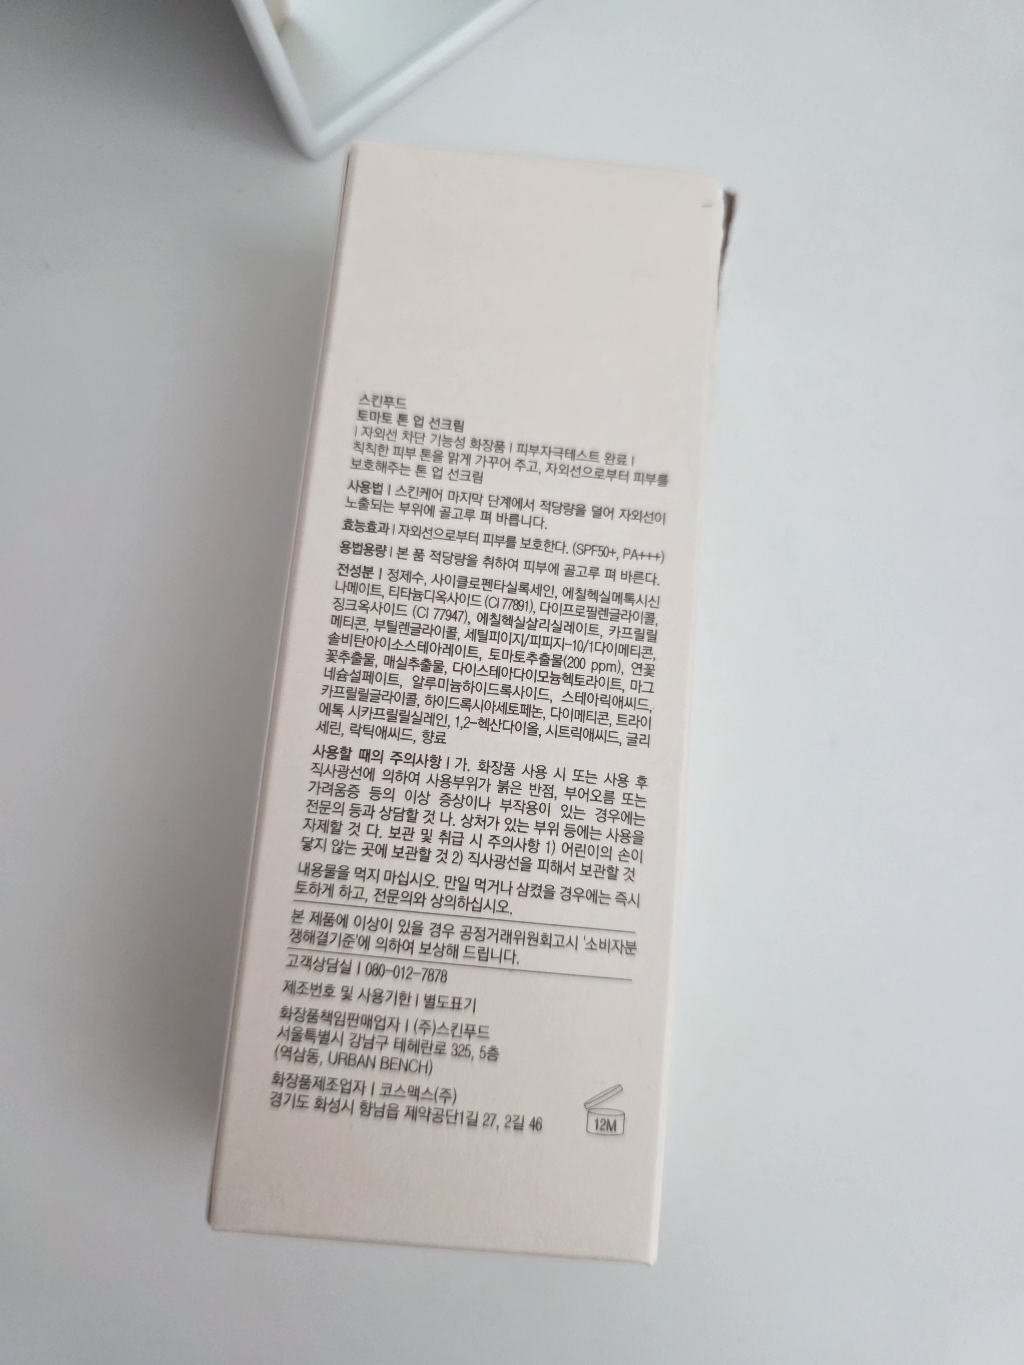 스킨푸드
토마토 톤 업 선크림
| 자외선 차단 기능성 화장품 | 피부자극테스트 완료 |
칙칙한 피부 톤을 맑게 가꾸어 주고, 자외선으로부터 피부를
보호해주는 톤 업 선크림
사용법 | 스킨케어 마지막 단계에서 적당량을 덜어 자외선이
노출되는 부위에 골고루 펴 바릅니다.
효능효과 | 자외선으로부터 피부를 보호한다. (SPF50+, PA+++)
용법용량 | 본 품 적당량을 취하여 피부에 골고루 펴 바른다.
전성분 | 정제수, 사이클로펜타실록세인, 에칠헥실메톡시신
나메이트, 티타늄디옥사이드 (CI 77891), 다이프로필렌글라이콜,
징크옥사이드 (CI 77947), 에칠헥실살리실레이트, 카프릴릴
메티콘, 부틸렌글라이콜, 세틸피이지/피피지-10/1다이메티콘,
솔비탄아이소스테아레이트, 토마토추출물(200 ppm), 연꽃
꽃추출물, 매실추출물, 다이스테아다이모늄헥토라이트, 마그
네슘설페이트, 알루미늄하이드록사이드, 스테아릭애씨드,
카프릴릴글라이콜, 하이드록시아세토페논, 다이메티콘, 트라이
에톡 시카프릴릴실레인, 1,2-헥산다이올, 시트릭애씨드, 글리
세린, 락틱애씨드, 향료
사용할 때의 주의사항 | 가. 화장품 사용 시 또는 사용 후
직사광선에 의하여 사용부위가 붉은 반점, 부어오름 또는
가려움증 등의 이상 증상이나 부작용이 있는 경우에는
전문의 등과 상담할 것 나. 상처가 있는 부위 등에는 사용을
자제할 것 다. 보관 및 취급 시 주의사항 1) 어린이의 손이
닿지 않는 곳에 보관할 것 2) 직사광선을 피해서 보관할 것
내용물을 먹지 마십시오. 만일 먹거나 삼켰을 경우에는 즉시
토하게 하고, 전문의와 상의하십시오.
본 제품에 이상이 있을 경우 공정거래위원회고시 '소비자분
쟁해결기준'에 의하여 보상해 드립니다.
고객상담실 | 080-012-7878
제조번호 및 사용기한 | 별도표기
화장품책임판매업자 | (주)스킨푸드
서울특별시 강남구 테헤란로 325, 5층
(역삼동, URBAN BENCH)
화장품제조업자 | 코스맥스(주)
경기도 화성시 향남읍 제약공단1길 27, 2길 46
12M